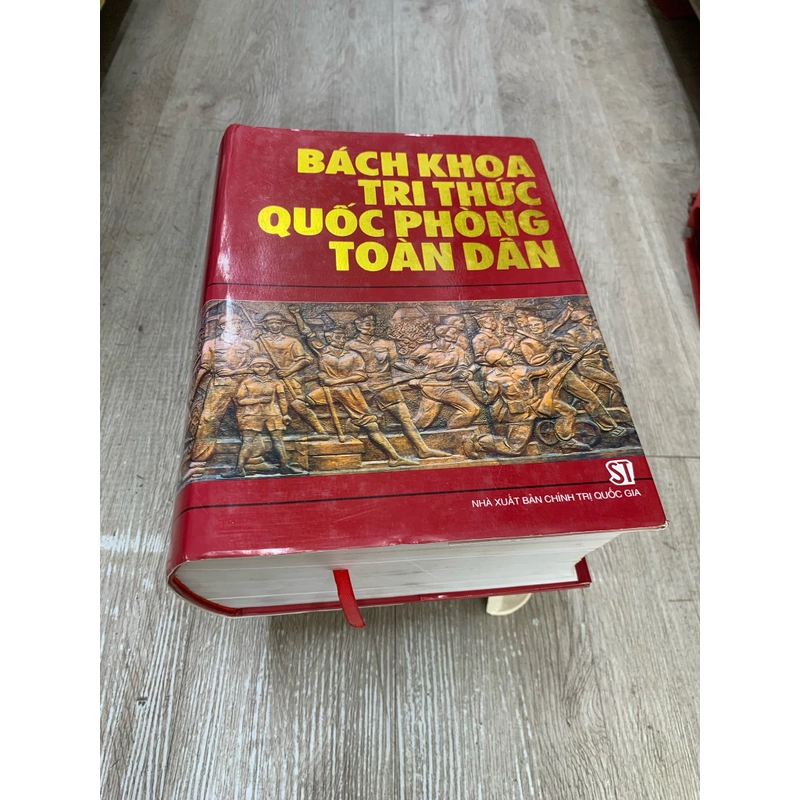 BÁCH KHOA
TRI THỨC
QUỐC PHÒNG
TOÀN DÂN
ST
NHÀ XUẤT BẢN CHÍNH TRỊ QUỐC GIA